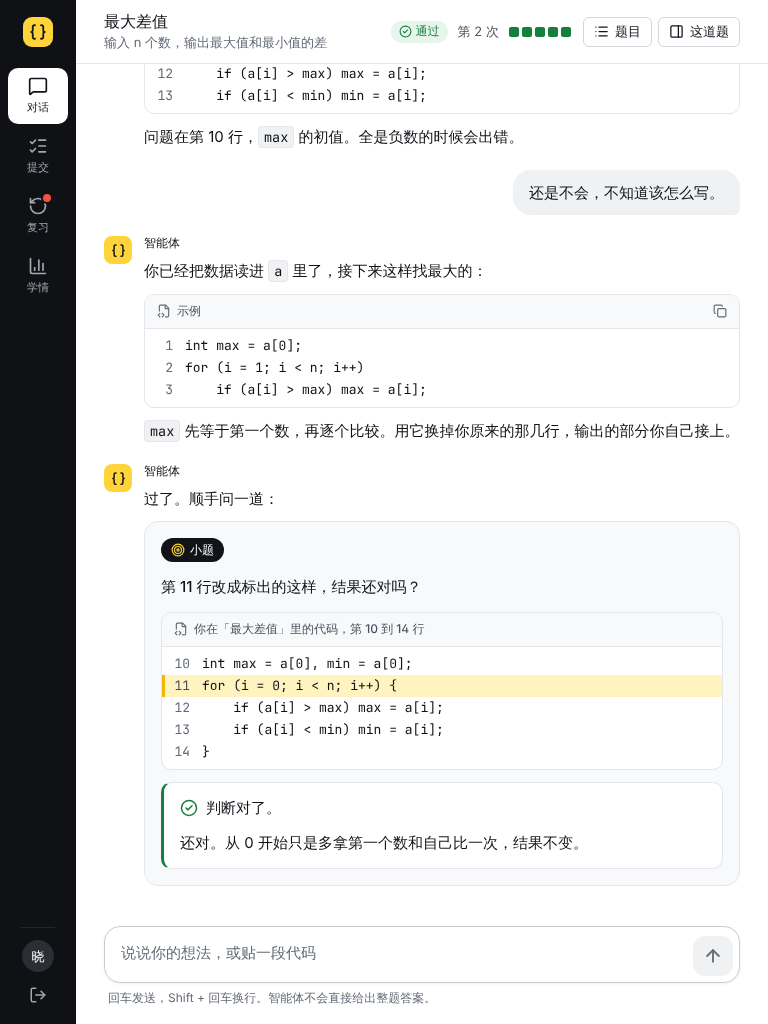 {}
对话
提交
复习
学情
晓
最大差值
输入 n 个数，输出最大值和最小值的差
通过
第 2 次
题目
这道题
12 if (a[i] > max) max = a[i];
13 if (a[i] < min) min = a[i];
问题在第 10 行，max 的初值。全是负数的时候会出错。
还是不会，不知道该怎么写。
{}
智能体
你已经把数据读进 a 里了，接下来这样找最大的：
示例
1 int max = a[0];
2 for (i = 1; i < n; i++)
3     if (a[i] > max) max = a[i];
max 先等于第一个数，再逐个比较。用它换掉你原来的那几行，输出的部分你自己接上。
{}
智能体
过了。顺手问一道：
小题
第 11 行改成标出的这样，结果还对吗？
你在「最大差值」里的代码，第 10 到 14 行
10 int max = a[0], min = a[0];
11 for (i = 0; i < n; i++) {
12     if (a[i] > max) max = a[i];
13     if (a[i] < min) min = a[i];
14 }
判断对了。
还对。从 0 开始只是多拿第一个数和自己比一次，结果不变。
说说你的想法，或贴一段代码
回车发送，Shift + 回车换行。智能体不会直接给出整题答案。